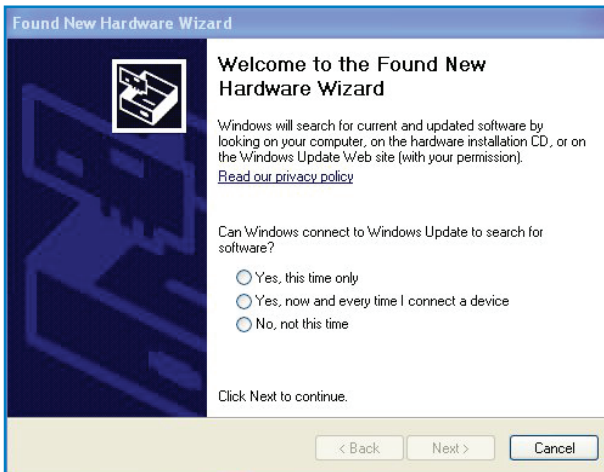 Found New Hardware Wizard
Welcome to the Found New
Hardware Wizard
Windows will search for current and updated software by
looking on your computer, on the hardware installation CD, or on
the Windows Update Web site (with your permission).
Read our privacy policy
Can Windows connect to Windows Update to search for
software?
Yes, this time only
Yes, now and every time I connect a device
No, not this time
Click Next to continue.
< Back Next > Cancel